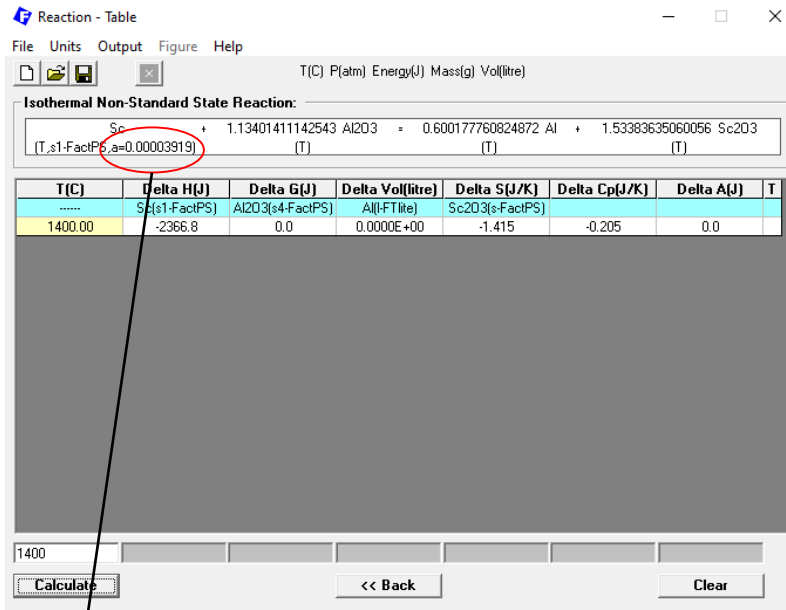 Reaction - Table
File Units Output Figure Help
T(C) P(atm) Energy(J) Mass(g) Vol(litre)
Isothermal Non-Standard State Reaction:
Sc + 1.13401411142543 Al2O3 = 0.600177760824872 Al + 1.53383635060056 Sc2O3
(T,s1-FactPS,a=0.00003919) (T) (T) (T)
T(C) Delta H(J) Delta G(J) Delta Vol(litre) Delta S(J/K) Delta Cp(J/K) Delta A(J) T
------ Sc(s1-FactPS) Al2O3(s4-FactPS) Al(l-FTlite) Sc2O3(s-FactPS)
1400.00 -2366.8 0.0 0.0000E+00 -1.415 -0.205 0.0
1400
Calculate << Back Clear